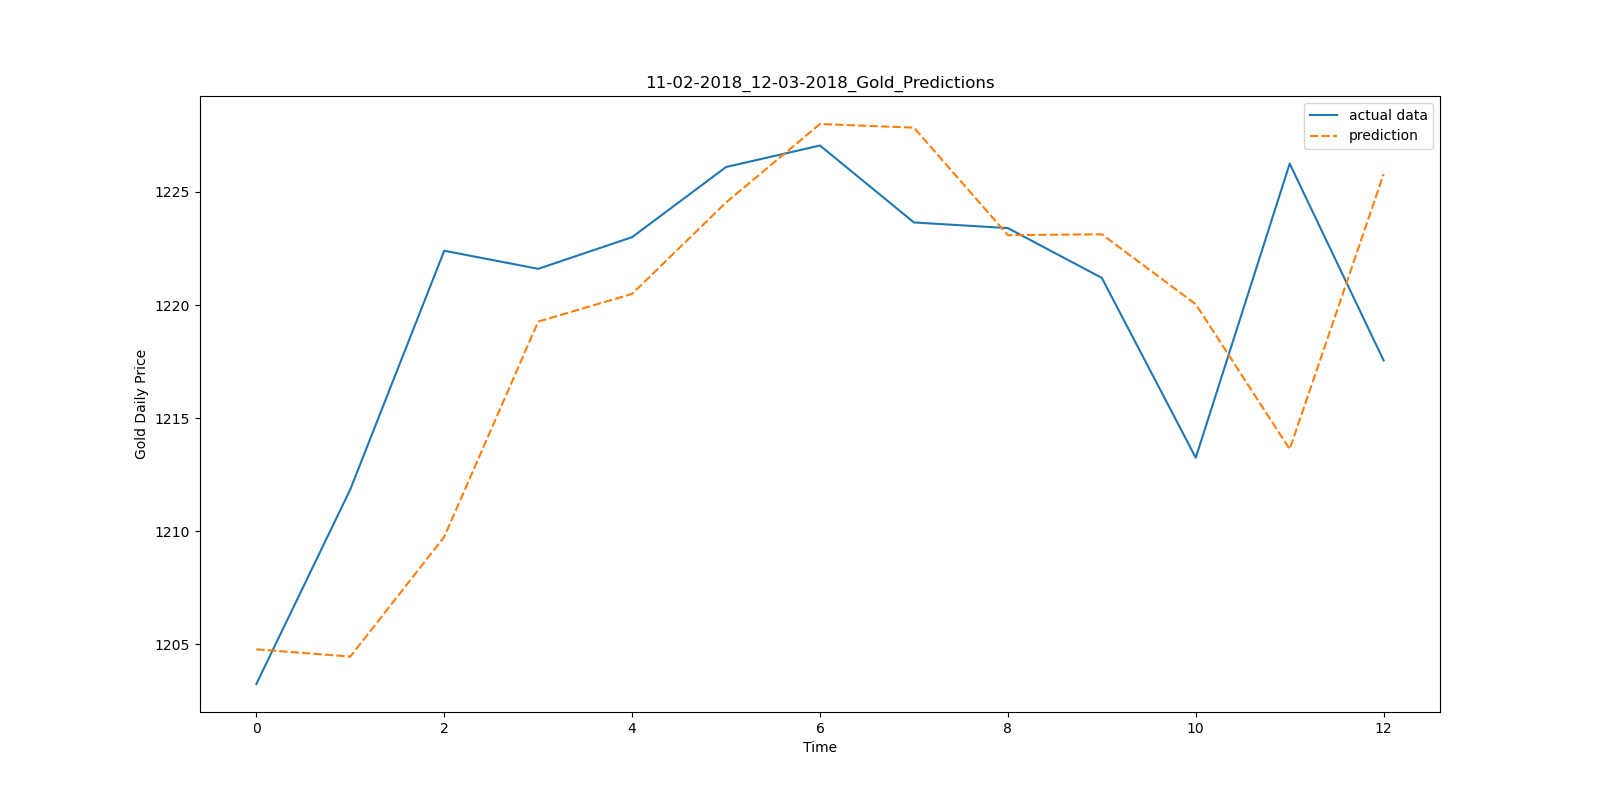 11-02-2018_12-03-2018_Gold_Predictions
actual data
prediction
Gold Daily Price
1225
1220
1215
1210
1205
0 2 4 6 8 10 12
Time